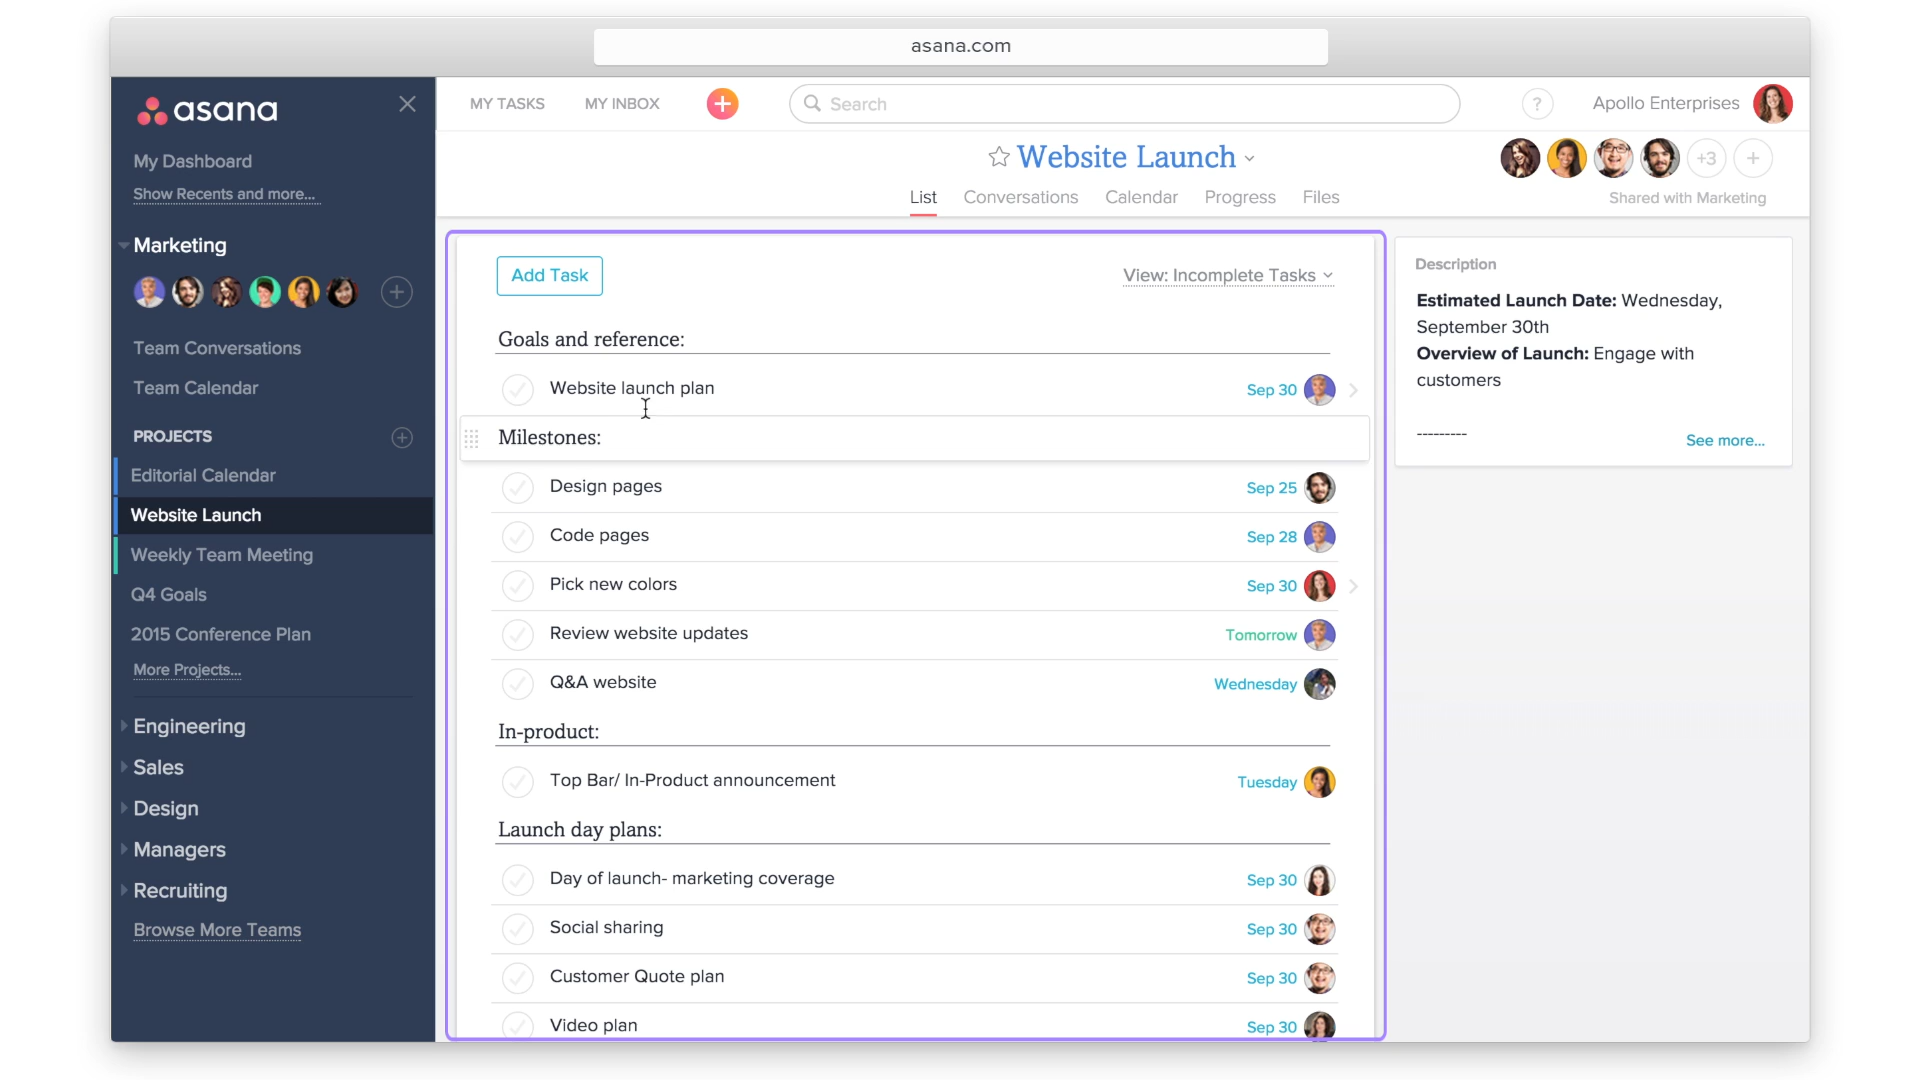 asana.com
asana
My Dashboard
Show Recents and more...
Marketing
Team Conversations
Team Calendar
PROJECTS
Editorial Calendar
Website Launch
Weekly Team Meeting
Q4 Goals
2015 Conference Plan
More Projects...
Engineering
Sales
Design
Managers
Recruiting
Browse More Teams
MY TASKS
MY INBOX
Search
?
Apollo Enterprises
Website Launch
+3
List
Conversations
Calendar
Progress
Files
Shared with Marketing
Add Task
View: Incomplete Tasks
Goals and reference:
Website launch plan Sep 30
Milestones:
Design pages Sep 25
Code pages Sep 28
Pick new colors Sep 30
Review website updates Tomorrow
Q&A website Wednesday
In-product:
Top Bar/ In-Product announcement Tuesday
Launch day plans:
Day of launch- marketing coverage Sep 30
Social sharing Sep 30
Customer Quote plan Sep 30
Video plan Sep 30
Description
Estimated Launch Date: Wednesday,
September 30th
Overview of Launch: Engage with
customers
---------
See more...